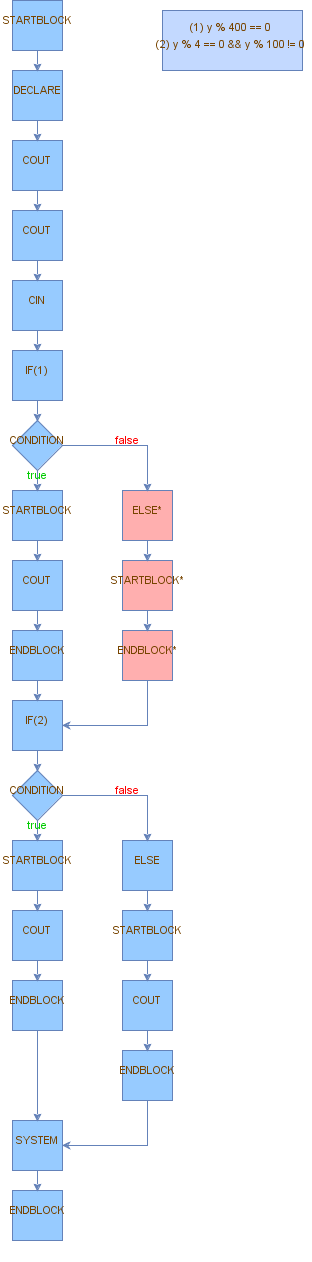 STARTBLOCK
(1) y % 400 == 0
(2) y % 4 == 0 && y % 100 != 0
DECLARE
COUT
COUT
CIN
IF(1)
CONDITION
false
true
STARTBLOCK
ELSE*
COUT
STARTBLOCK*
ENDBLOCK
ENDBLOCK*
IF(2)
CONDITION
false
true
STARTBLOCK
ELSE
COUT
STARTBLOCK
ENDBLOCK
COUT
ENDBLOCK
SYSTEM
ENDBLOCK